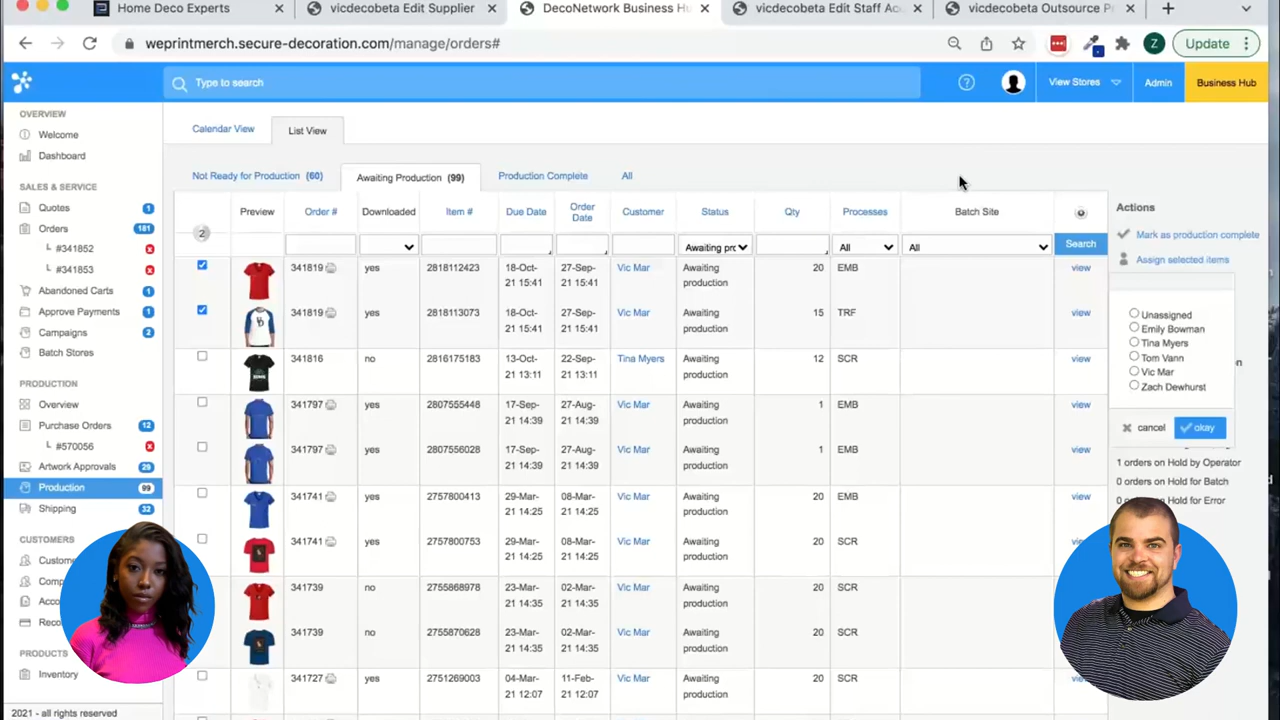 Home Deco Experts
vicdecobeta Edit Supplier
DecoNetwork Business Hu
vicdecobeta Edit Staff Acc
vicdecobeta Outsource Pr
weprintmerch.secure-decoration.com/manage/orders#
Z
Update
Type to search
View Stores
Admin
Business Hub
OVERVIEW
Welcome
Dashboard
SALES & SERVICE
Quotes 1
Orders 181
#341852
#341853
Abandoned Carts 1
Approve Payments 1
Campaigns 2
Batch Stores
PRODUCTION
Overview
Purchase Orders 12
#570056
Artwork Approvals 29
Production 99
Shipping 32
CUSTOMERS
PRODUCTS
Inventory
2021 - all rights reserved
Calendar View List View
Not Ready for Production (60) Awaiting Production (99) Production Complete All
Preview Order # Downloaded Item # Due Date Order Date Customer Status Qty Processes Batch Site
2
Awaiting pro All All Search
341819 yes 2818112423 18-Oct- 27-Sep- Vic Mar Awaiting 20 EMB view
21 15:41 21 15:41 production
341819 yes 2818113073 18-Oct- 27-Sep- Vic Mar Awaiting 15 TRF view
21 15:41 21 15:41 production
341816 no 2816175183 13-Oct- 22-Sep- Tina Myers Awaiting 12 SCR view
21 13:11 21 13:11 production
341797 yes 2807555448 17-Sep- 27-Aug- Vic Mar Awaiting 1 EMB view
21 14:39 21 14:39 production
341797 yes 2807556028 17-Sep- 27-Aug- Vic Mar Awaiting 1 EMB view
21 14:39 21 14:39 production
341741 yes 2757800413 29-Mar- 08-Mar- Vic Mar Awaiting 20 EMB view
21 14:25 21 14:25 production
341741 yes 2757800753 29-Mar- 08-Mar- Vic Mar Awaiting 20 SCR view
21 14:25 21 14:25 production
341739 no 2755868978 23-Mar- 02-Mar- Vic Mar Awaiting 20 SCR view
21 14:35 21 14:35 production
341739 no 2755870628 23-Mar- 02-Mar- Vic Mar Awaiting 20 SCR view
21 14:35 21 14:35 production
341727 yes 2751269003 04-Mar- 11-Feb- Vic Mar Awaiting 20 SCR view
21 12:07 21 12:07 production
Actions
Mark as production complete
Assign selected items
Unassigned
Emily Bowman
Tina Myers
Tom Vann
Vic Mar
Zach Dewhurst
cancel okay
1 orders on Hold by Operator
0 orders on Hold for Batch
orders on Hold for Error